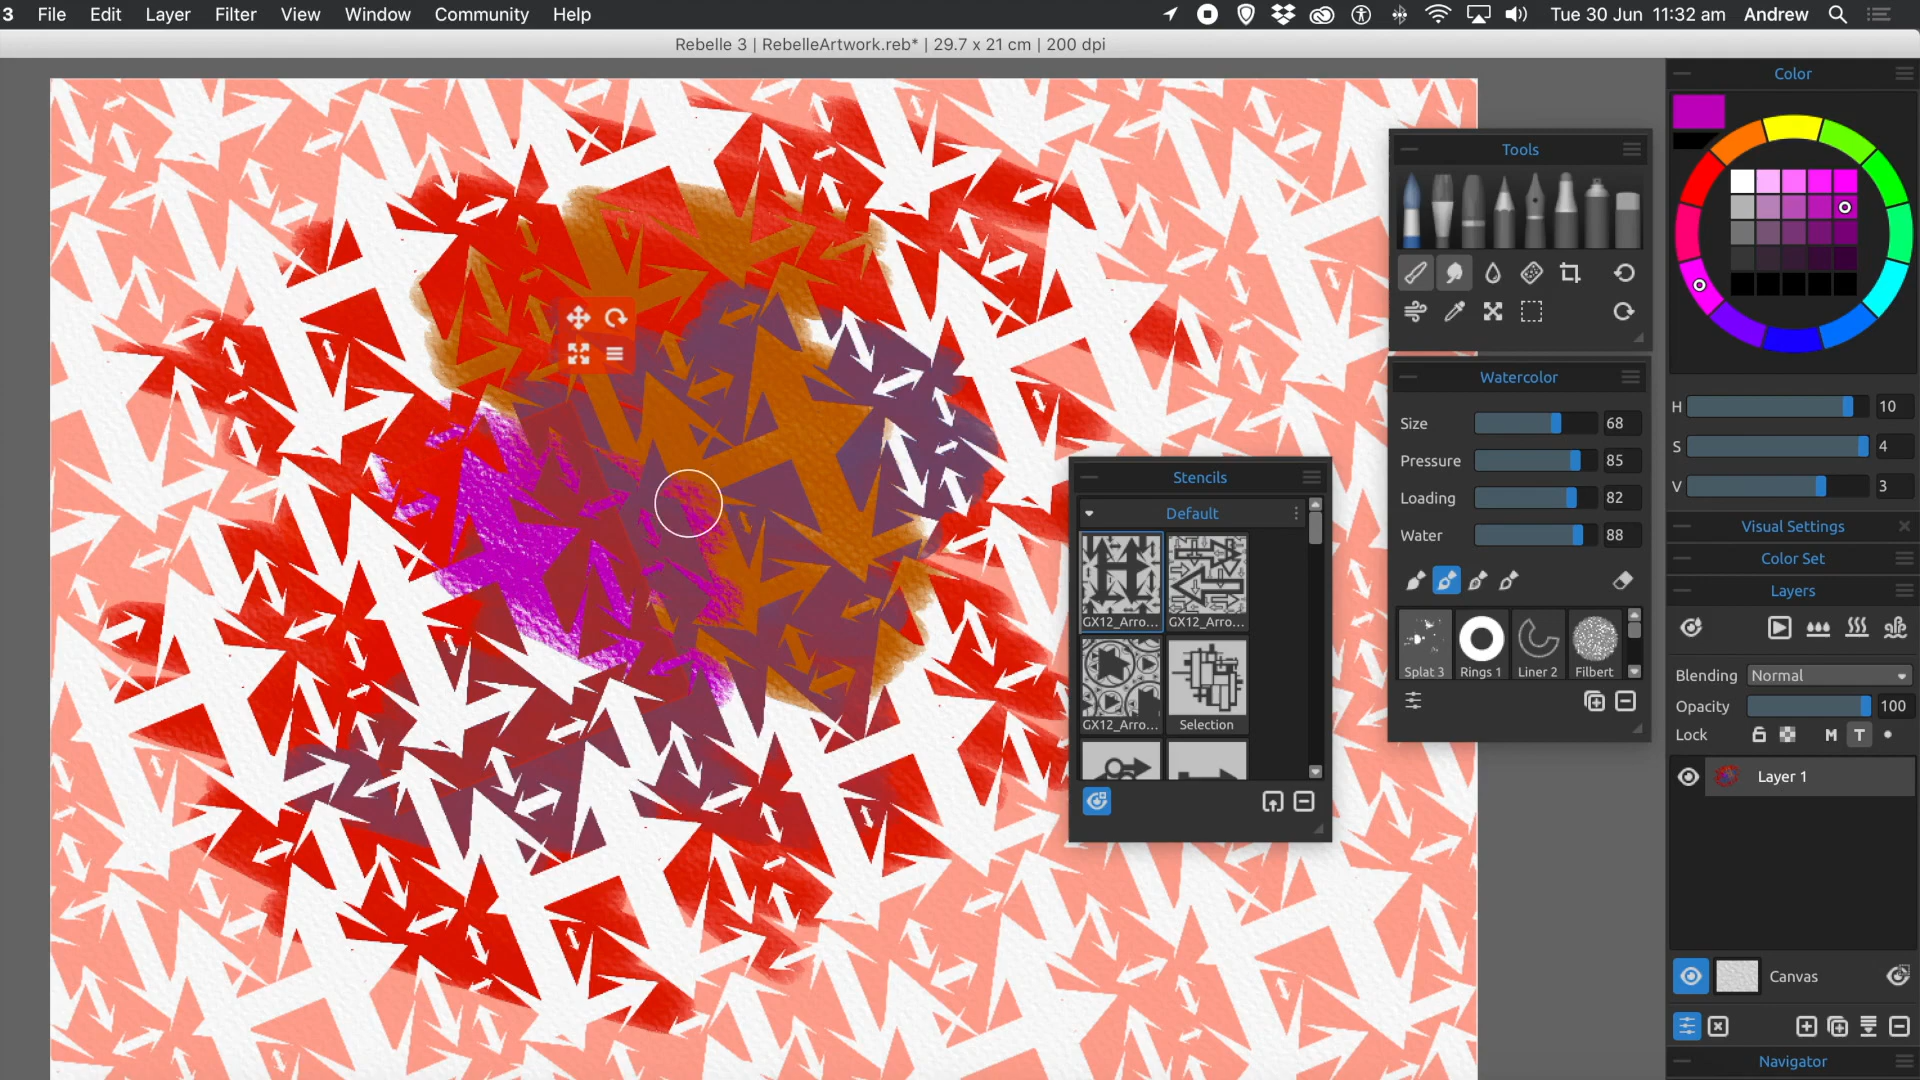 3 File Edit Layer Filter View Window Community Help
Tue 30 Jun 11:32 am Andrew
Rebelle 3 | RebelleArtwork.reb* | 29.7 x 21 cm | 200 dpi
Color
H 10
S 4
V 3
Visual Settings
Color Set
Layers
Blending Normal
Opacity 100
Lock M T
Layer 1
Canvas
Navigator
Tools
Watercolor
Size 68
Pressure 85
Loading 82
Water 88
Splat 3 Rings 1 Liner 2 Filbert
Stencils
Default
GX12_Arro... GX12_Arro...
GX12_Arro... Selection